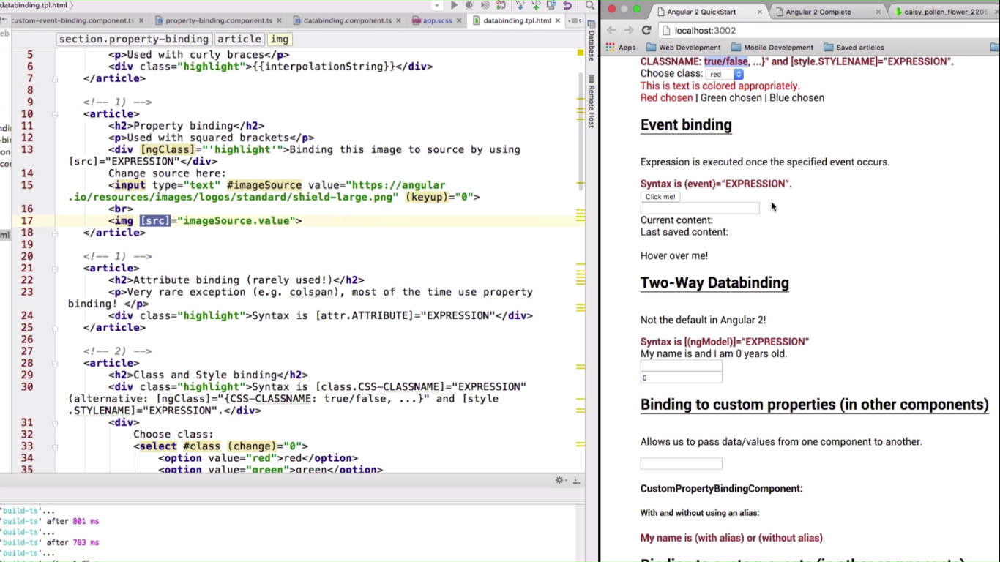 databinding.tpl.html
custom-event-binding.component.ts
property-binding.component.ts
databinding.component.ts
app.scss
databinding.tpl.html
section.property-binding
article
img
5 <p>Used with curly braces</p>
6 <div class="highlight">{{interpolationString}}</div>
7 </article>
8
9 <!-- 1) -->
10 <article>
11 <h2>Property binding</h2>
12 <p>Used with squared brackets</p>
13 <div [ngClass]="'highlight'">Binding this image to source by using
[src]="EXPRESSION"</div>
14 Change source here:
15 <input type="text" #imageSource value="https://angular
.io/resources/images/logos/standard/shield-large.png" (keyup)="0">
16 <br>
17 <img [src]="imageSource.value">
18 </article>
19
20 <!-- 1) -->
21 <article>
22 <h2>Attribute binding (rarely used!)</h2>
23 <p>Very rare exception (e.g. colspan), most of the time use property
binding! </p>
24 <div class="highlight">Syntax is [attr.ATTRIBUTE]="EXPRESSION"</div>
25 </article>
26
27 <!-- 2) -->
28 <article>
29 <h2>Class and Style binding</h2>
30 <div class="highlight">Syntax is [class.CSS-CLASSNAME]="EXPRESSION"
(alternative: [ngClass]="{CSS-CLASSNAME: true/false, ...}" and [style
.STYLENAME]="EXPRESSION".</div>
31 <div>
32 Choose class:
33 <select #class (change)="0">
34 <option value="red">red</option>
35 <option value="green">green</option>
Database
Remote Host
'build-ts'...
'build-ts' after 801 ms
'build-ts'...
'build-ts' after 783 ms
'build-ts'...
Angular 2 QuickStart
Angular 2 Complete
daisy_pollen_flower_2205
localhost:3002
Apps
Web Development
Mobile Development
Saved articles
CLASSNAME: true/false, ...}" and [style.STYLENAME]="EXPRESSION".
Choose class: red
This is text is colored appropriately.
Red chosen | Green chosen | Blue chosen
Event binding
Expression is executed once the specified event occurs.
Syntax is (event)="EXPRESSION".
Click me!
Current content:
Last saved content:
Hover over me!
Two-Way Databinding
Not the default in Angular 2!
Syntax is [(ngModel)]="EXPRESSION"
My name is and I am 0 years old.
0
Binding to custom properties (in other components)
Allows us to pass data/values from one component to another.
CustomPropertyBindingComponent:
With and without using an alias:
My name is (with alias) or (without alias)
Binding to custom events (in other components)